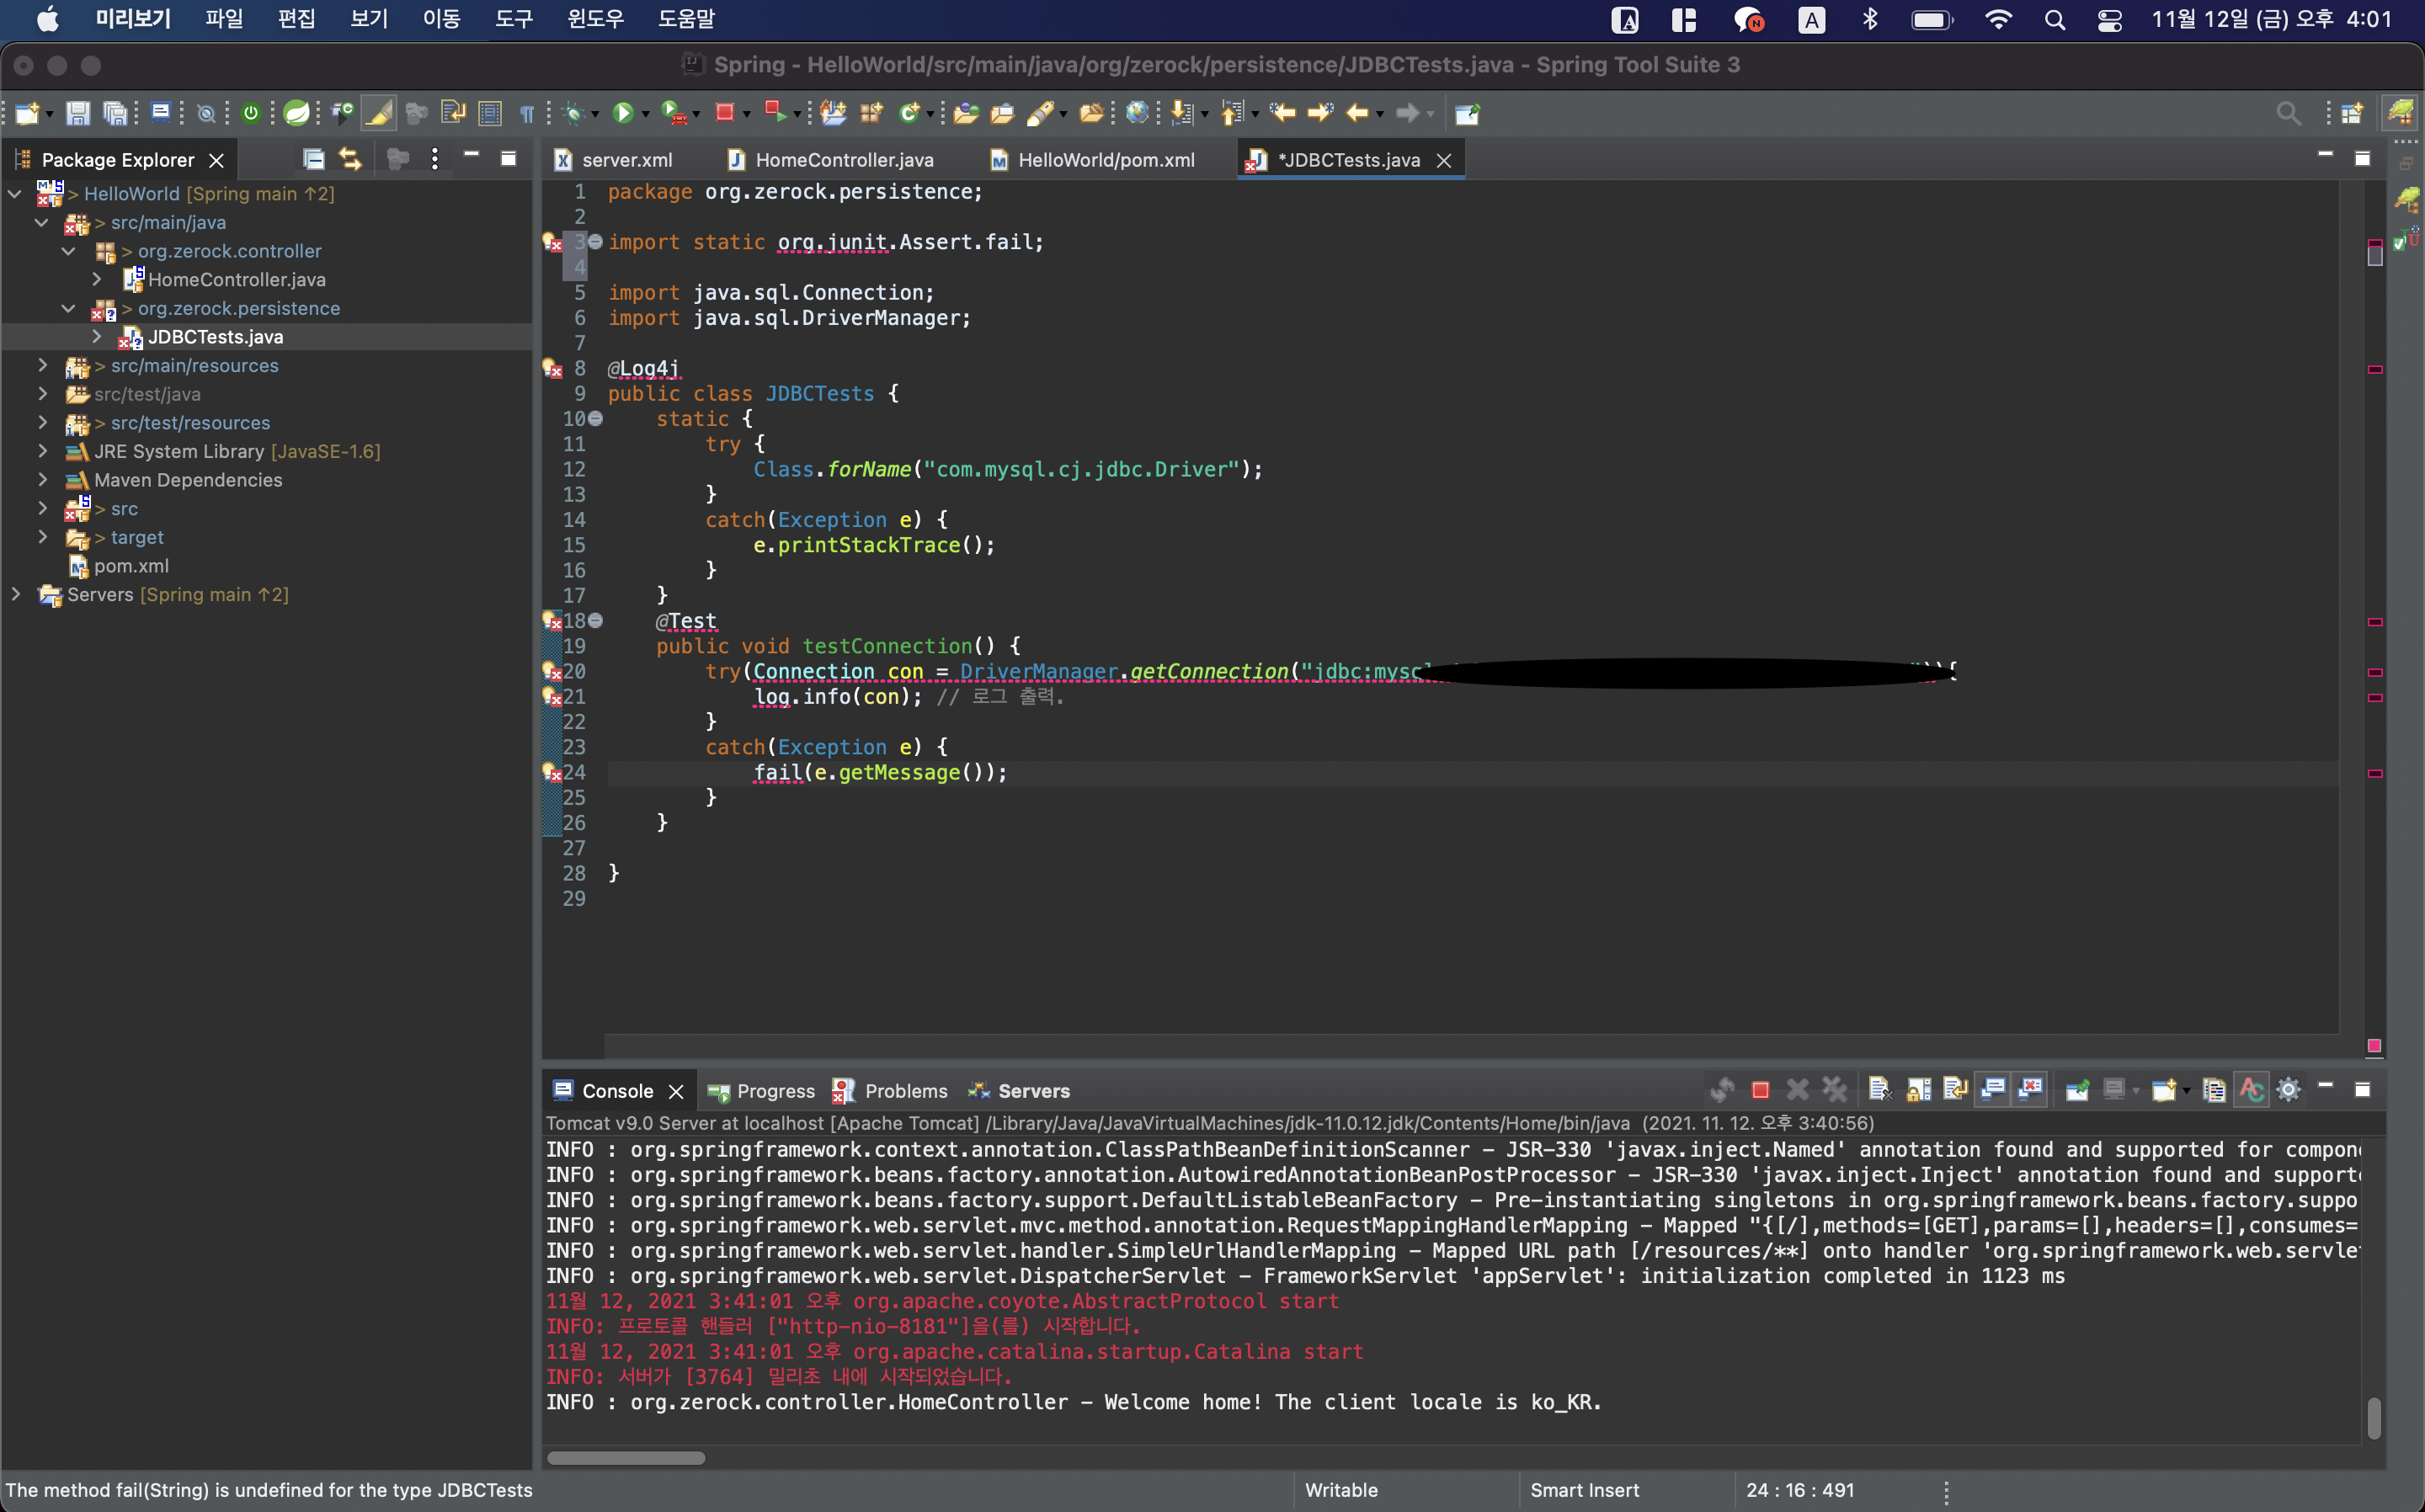 미리보기 파일 편집 보기 이동 도구 윈도우 도움말 11월 12일 (금) 오후 4:01
Spring - HelloWorld/src/main/java/org/zerock/persistence/JDBCTests.java - Spring Tool Suite 3
Package Explorer
server.xml HomeController.java HelloWorld/pom.xml *JDBCTests.java
> HelloWorld [Spring main ↑2]
> src/main/java
> org.zerock.controller
HomeController.java
> org.zerock.persistence
JDBCTests.java
> src/main/resources
src/test/java
> src/test/resources
JRE System Library [JavaSE-1.6]
Maven Dependencies
> src
> target
pom.xml
Servers [Spring main ↑2]
1 package org.zerock.persistence;
2
3 import static org.junit.Assert.fail;
4
5 import java.sql.Connection;
6 import java.sql.DriverManager;
7
8 @Log4j
9 public class JDBCTests {
10 static {
11 try {
12 Class.forName("com.mysql.cj.jdbc.Driver");
13 }
14 catch(Exception e) {
15 e.printStackTrace();
16 }
17 }
18 @Test
19 public void testConnection() {
20 try(Connection con = DriverManager.getConnection("jdbc:mysql ")){
21 log.info(con); // 로그 출력.
22 }
23 catch(Exception e) {
24 fail(e.getMessage());
25 }
26 }
27
28 }
29
Console Progress Problems Servers
Tomcat v9.0 Server at localhost [Apache Tomcat] /Library/Java/JavaVirtualMachines/jdk-11.0.12.jdk/Contents/Home/bin/java (2021. 11. 12. 오후 3:40:56)
INFO : org.springframework.context.annotation.ClassPathBeanDefinitionScanner - JSR-330 'javax.inject.Named' annotation found and supported for compon
INFO : org.springframework.beans.factory.annotation.AutowiredAnnotationBeanPostProcessor - JSR-330 'javax.inject.Inject' annotation found and support
INFO : org.springframework.beans.factory.support.DefaultListableBeanFactory - Pre-instantiating singletons in org.springframework.beans.factory.suppo
INFO : org.springframework.web.servlet.mvc.method.annotation.RequestMappingHandlerMapping - Mapped "{[/],methods=[GET],params=[],headers=[],consumes=
INFO : org.springframework.web.servlet.handler.SimpleUrlHandlerMapping - Mapped URL path [/resources/**] onto handler 'org.springframework.web.servle
INFO : org.springframework.web.servlet.DispatcherServlet - FrameworkServlet 'appServlet': initialization completed in 1123 ms
11월 12, 2021 3:41:01 오후 org.apache.coyote.AbstractProtocol start
INFO: 프로토콜 핸들러 ["http-nio-8181"]을(를) 시작합니다.
11월 12, 2021 3:41:01 오후 org.apache.catalina.startup.Catalina start
INFO: 서버가 [3764] 밀리초 내에 시작되었습니다.
INFO : org.zerock.controller.HomeController - Welcome home! The client locale is ko_KR.
The method fail(String) is undefined for the type JDBCTests Writable Smart Insert 24 : 16 : 491